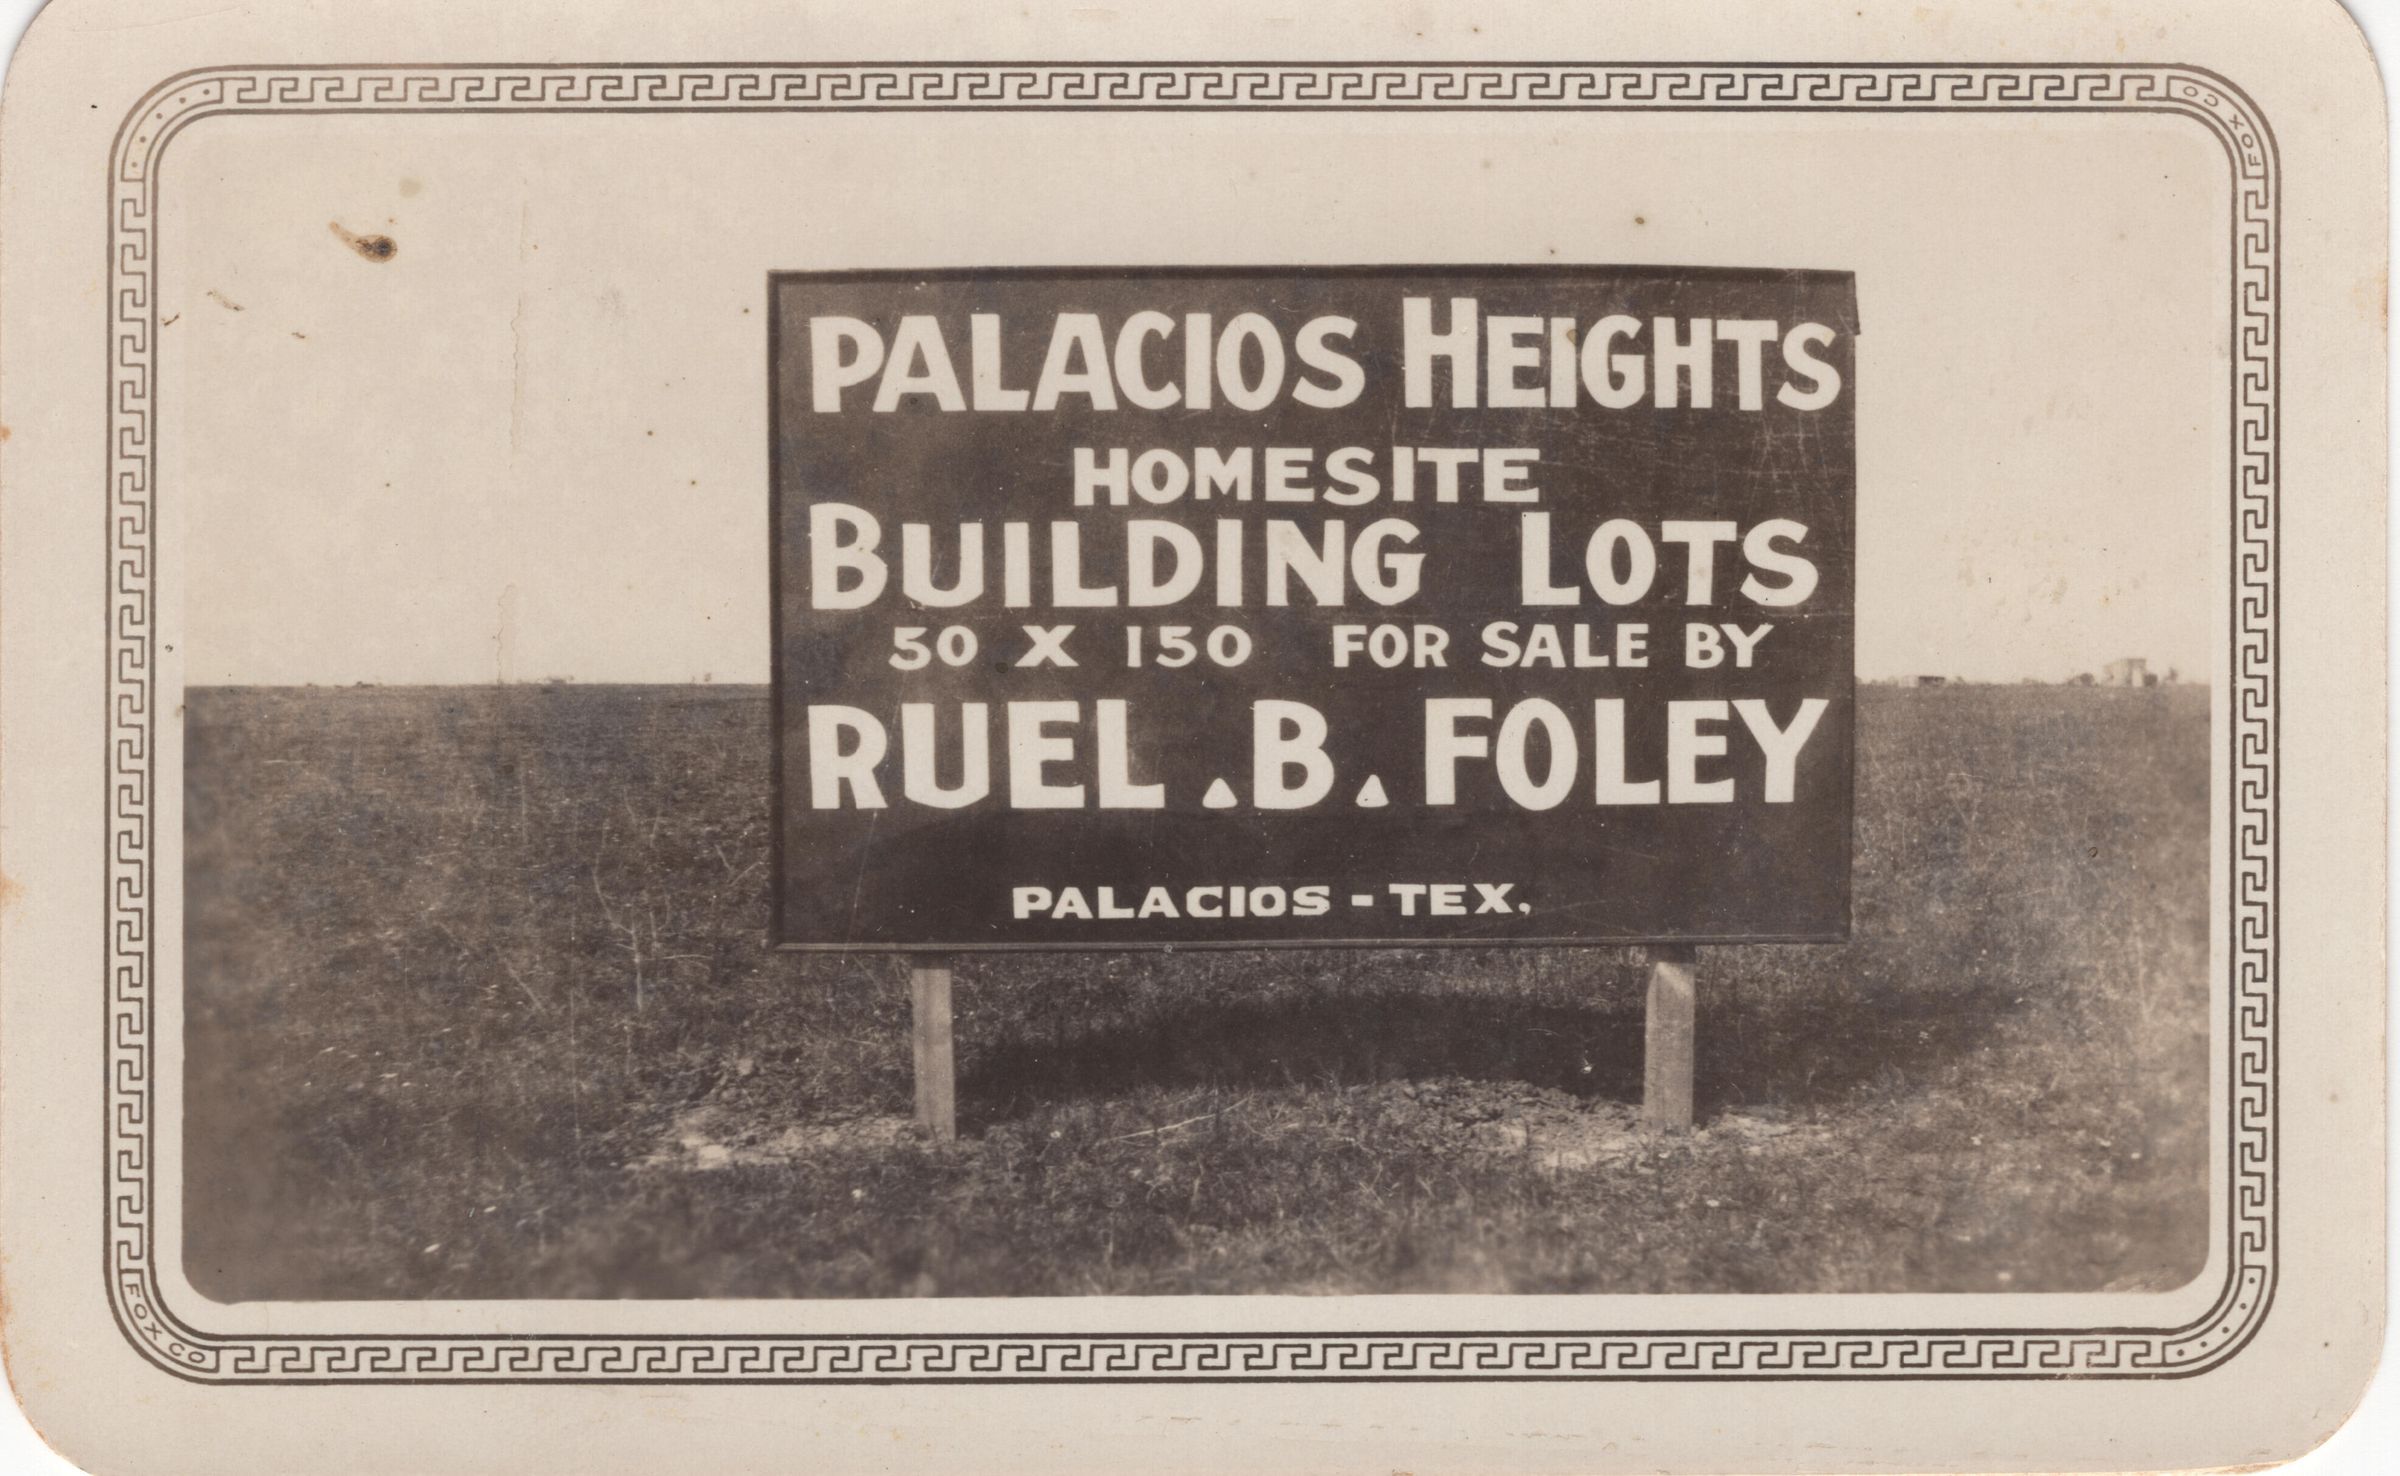 FOX CO
PALACIOS HEIGHTS
HOMESITE
BUILDING LOTS
50 X 150 FOR SALE BY
RUEL . B . FOLEY
PALACIOS - TEX.
FOX CO